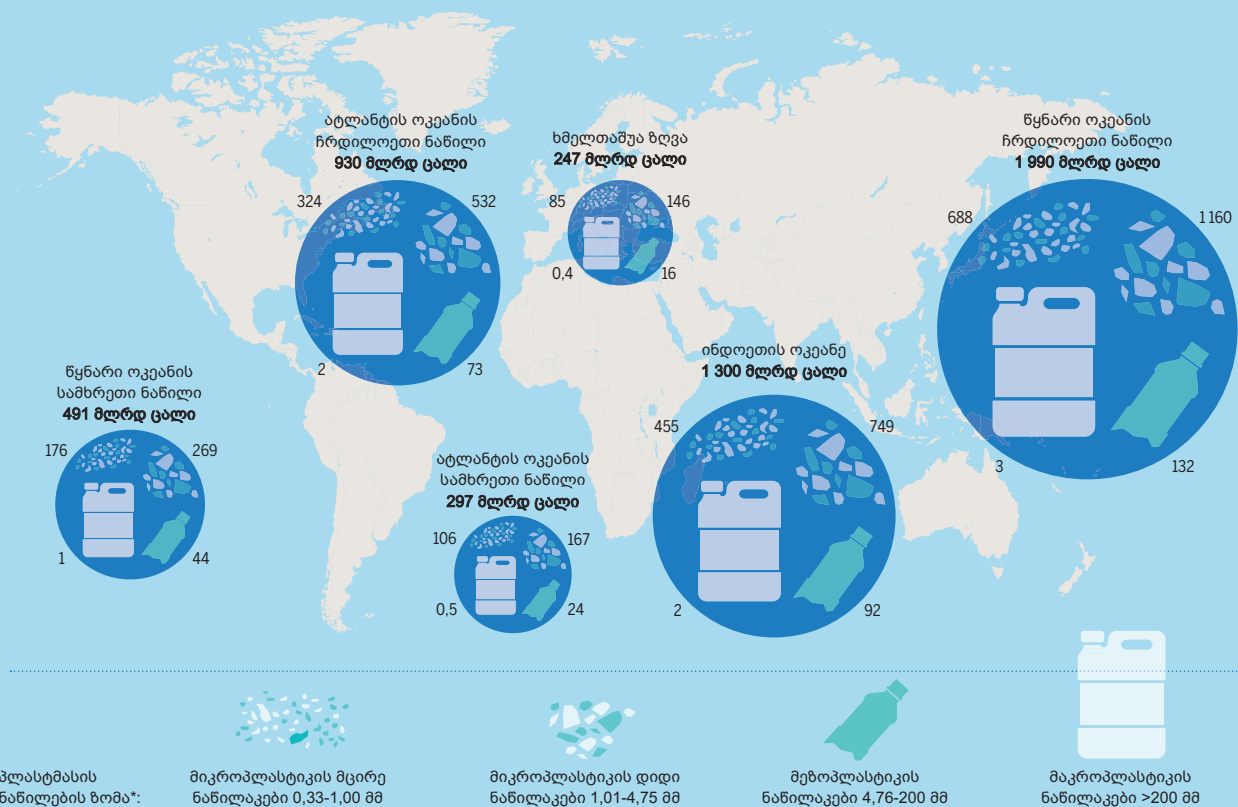 ატლანტის ოკეანის
ჩრდილოეთი ნაწილი
930 მლრდ ცალი
324
532
2
73
ხმელთაშუა ზღვა
247 მლრდ ცალი
85
146
0,4
16
წყნარი ოკეანის
ჩრდილოეთი ნაწილი
1 990 მლრდ ცალი
688
1 160
3
132
წყნარი ოკეანის
სამხრეთი ნაწილი
491 მლრდ ცალი
176
269
1
44
ატლანტის ოკეანის
სამხრეთი ნაწილი
297 მლრდ ცალი
106
167
0,5
24
ინდოეთის ოკეანე
1 300 მლრდ ცალი
455
749
2
92
პლასტმასის
ნაწილების ზომა*:
მიკროპლასტიკის მცირე
ნაწილაკები 0,33-1,00 მმ
მიკროპლასტიკის დიდი
ნაწილაკები 1,01-4,75 მმ
მეზოპლასტიკის
ნაწილაკები 4,76-200 მმ
მაკროპლასტიკის
ნაწილაკები >200 მმ